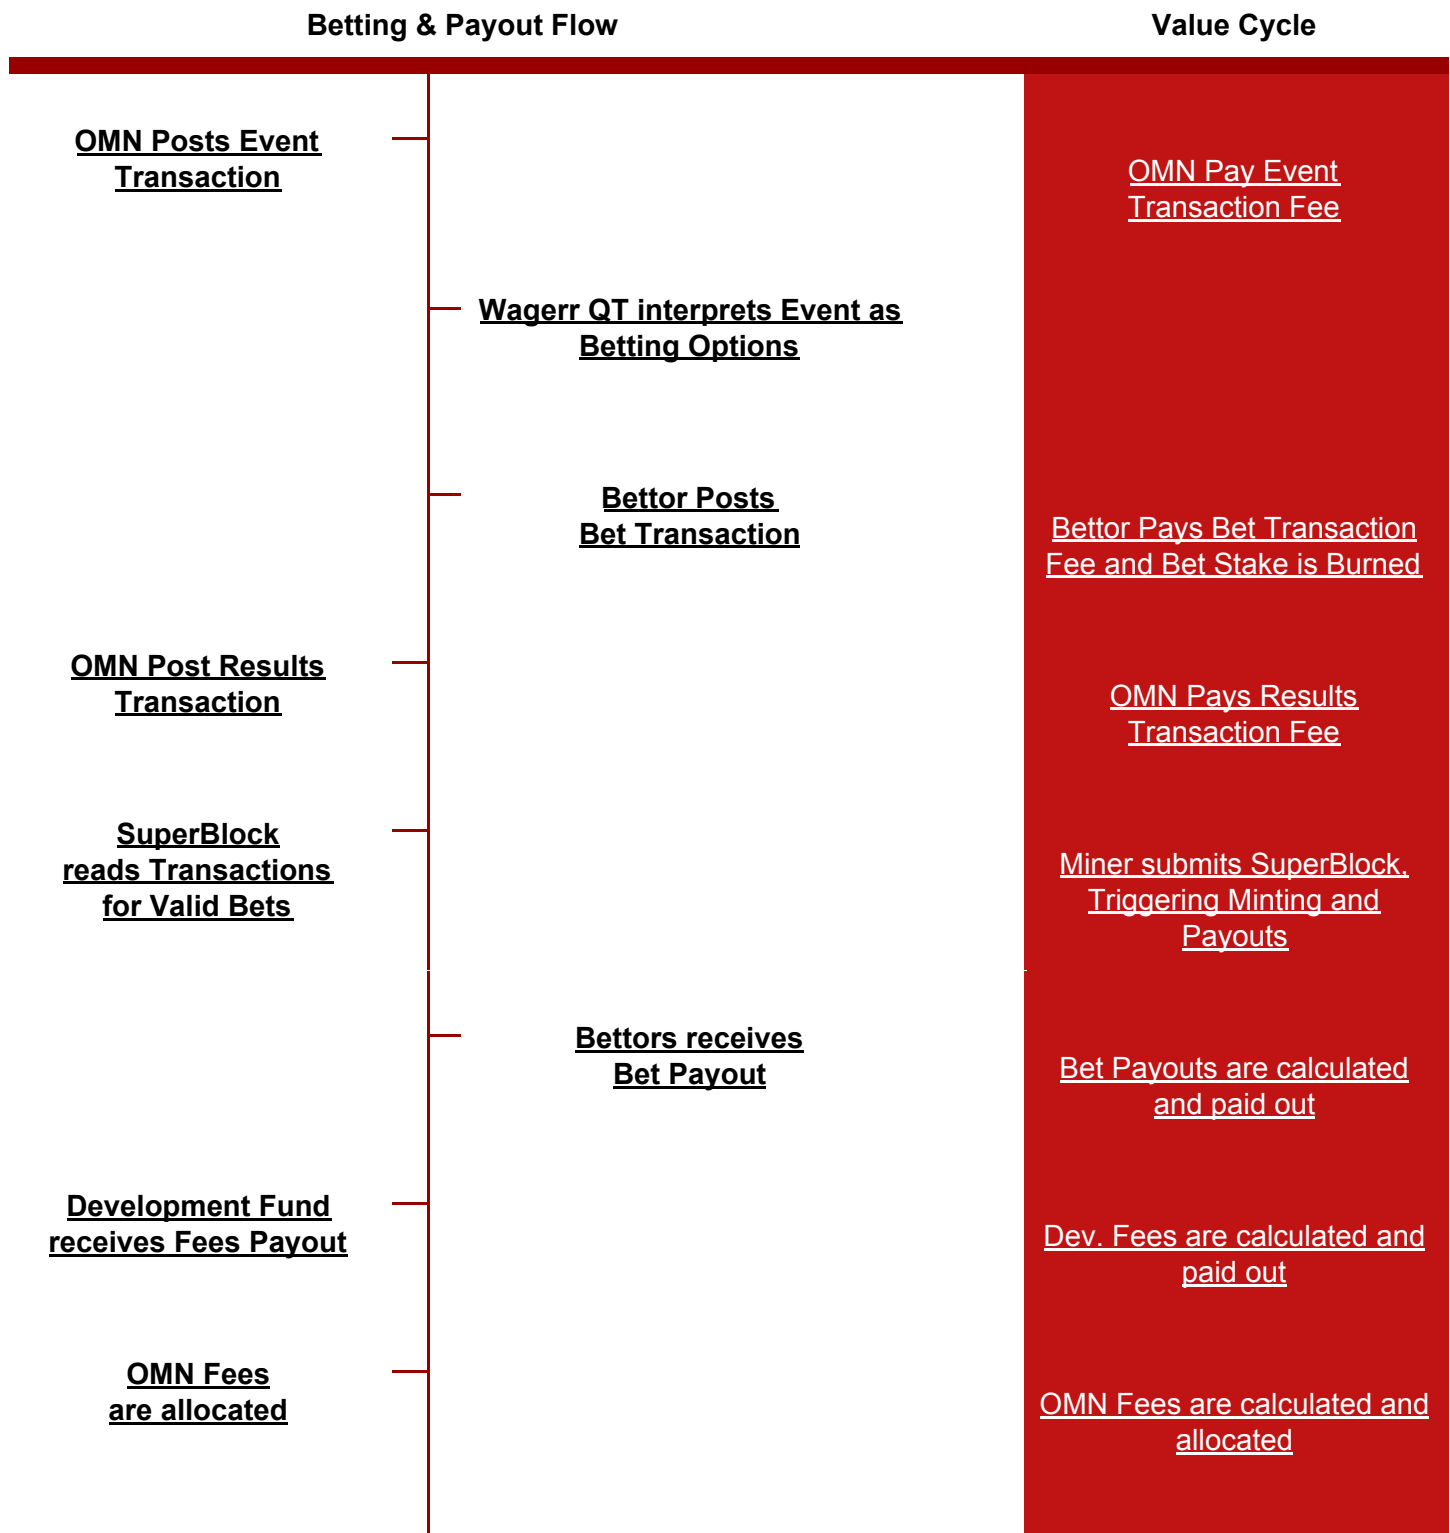 Betting & Payout Flow
Value Cycle
OMN Posts Event
Transaction
OMN Pay Event
Transaction Fee
Wagerr QT interprets Event as
Betting Options
Bettor Posts
Bet Transaction
Bettor Pays Bet Transaction
Fee and Bet Stake is Burned
OMN Post Results
Transaction
OMN Pays Results
Transaction Fee
SuperBlock
reads Transactions
for Valid Bets
Miner submits SuperBlock,
Triggering Minting and
Payouts
Bettors receives
Bet Payout
Bet Payouts are calculated
and paid out
Development Fund
receives Fees Payout
Dev. Fees are calculated and
paid out
OMN Fees
are allocated
OMN Fees are calculated and
allocated